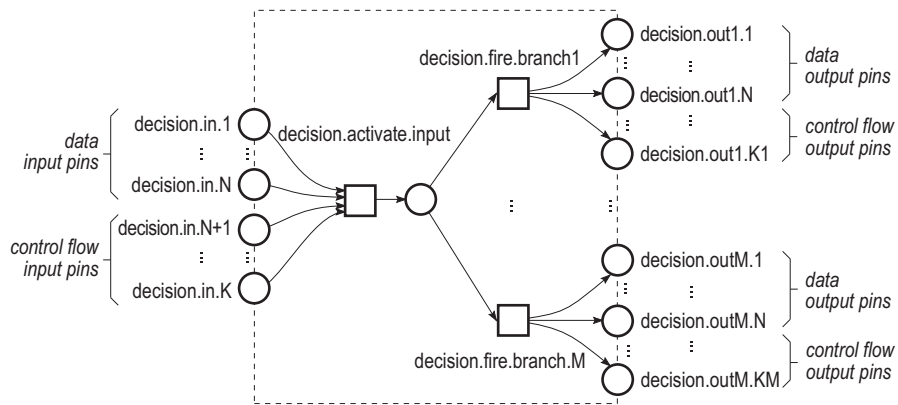 decision.out1.1
decision.fire.branch1
data
output pins
decision.out1.N
decision.in.1
decision.activate.input
data
input pins
control flow
output pins
decision.out1.K1
decision.in.N
decision.in.N+1
control flow
input pins
decision.in.K
decision.outM.1
data
output pins
decision.outM.N
decision.fire.branch.M
control flow
output pins
decision.outM.KM